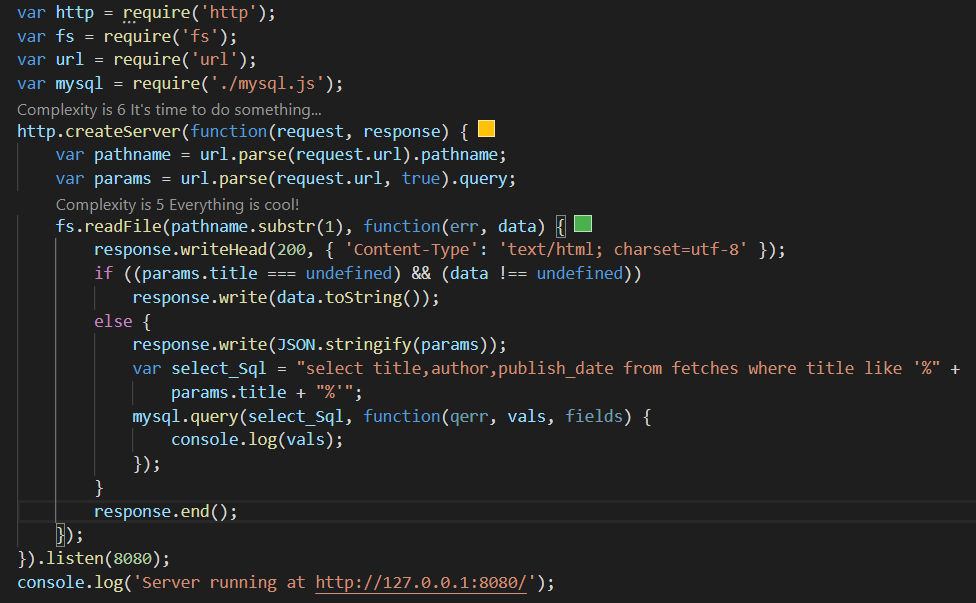 var http = require('http');
var fs = require('fs');
var url = require('url');
var mysql = require('./mysql.js');
Complexity is 6 It's time to do something...
http.createServer(function(request, response) {
    var pathname = url.parse(request.url).pathname;
    var params = url.parse(request.url, true).query;
    Complexity is 5 Everything is cool!
    fs.readFile(pathname.substr(1), function(err, data) {
        response.writeHead(200, { 'Content-Type': 'text/html; charset=utf-8' });
        if ((params.title === undefined) && (data !== undefined))
            response.write(data.toString());
        else {
            response.write(JSON.stringify(params));
            var select_Sql = "select title,author,publish_date from fetches where title like '%" +
                params.title + "%'";
            mysql.query(select_Sql, function(qerr, vals, fields) {
                console.log(vals);
            });
        }
        response.end();
    });
}).listen(8080);
console.log('Server running at http://127.0.0.1:8080/');